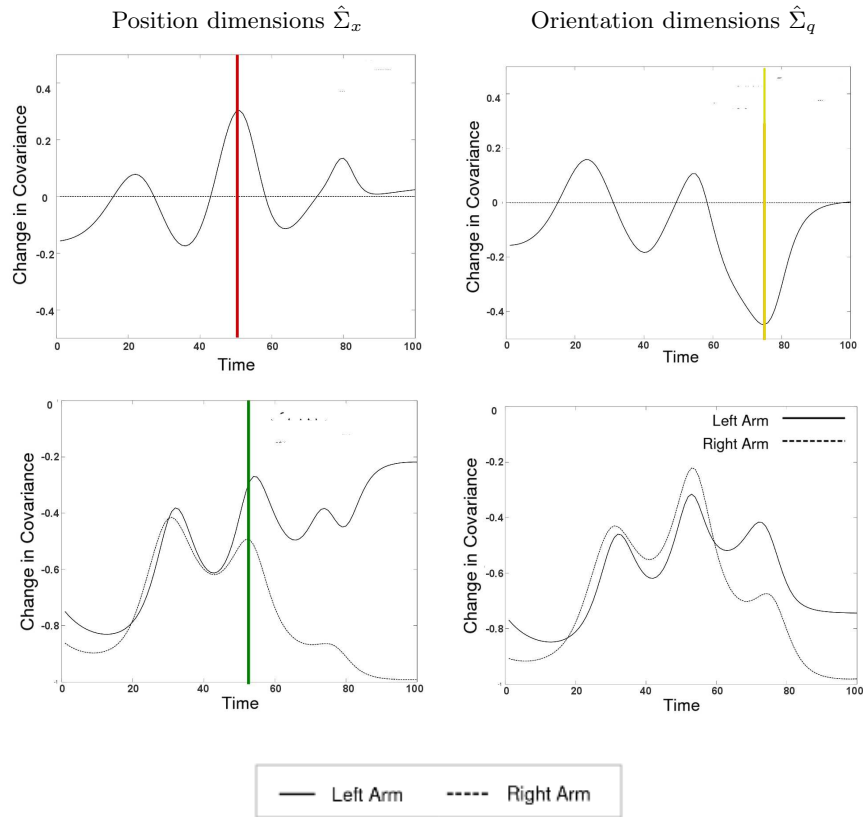 Position dimensions Σ̂ₓ
Orientation dimensions Σ̂_q
Change in Covariance
0.4
0.2
0
-0.2
-0.4
0 20 40 60 80 100
Time
Change in Covariance
0.4
0.2
0
-0.2
-0.4
0 20 40 60 80 100
Time
Change in Covariance
0
-0.2
-0.4
-0.6
-0.8
0 20 40 60 80 100
Time
Change in Covariance
0
-0.2
-0.4
-0.6
-0.8
0 20 40 60 80 100
Time
Left Arm
Right Arm
Left Arm Right Arm